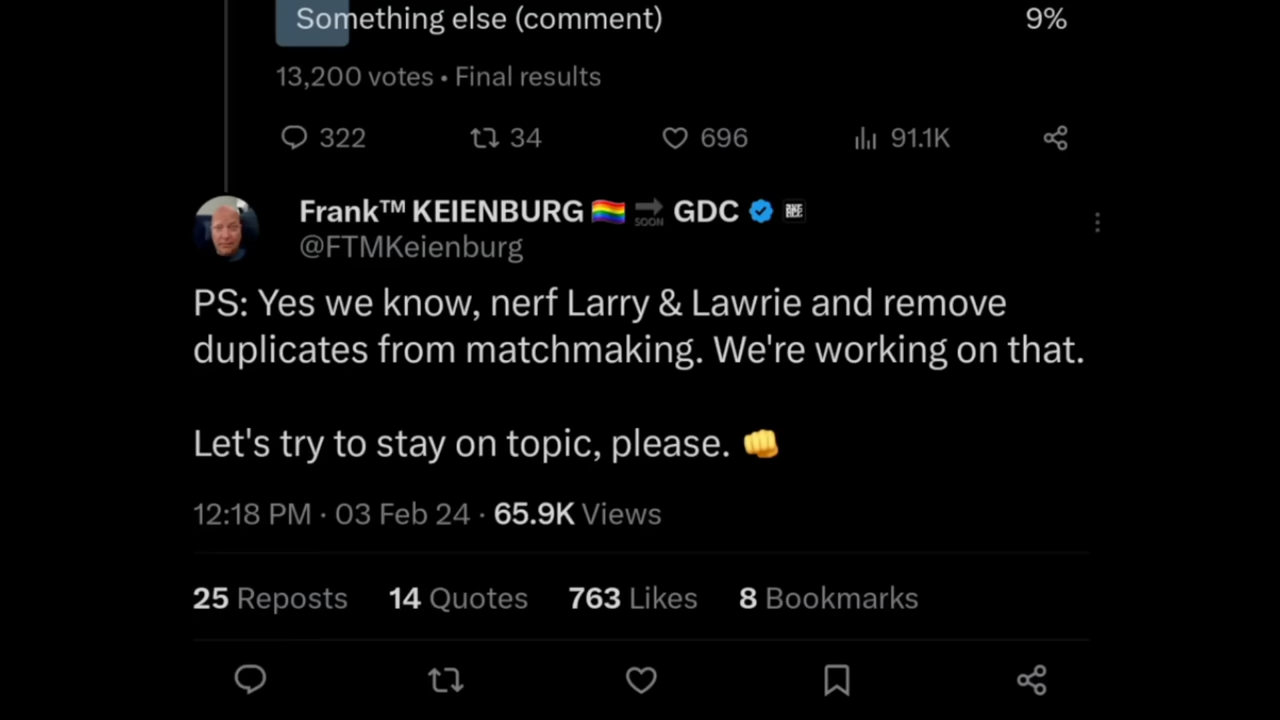 Something else (comment) 9%
13,200 votes • Final results
322 34 696 91.1K
Frank™ KEIENBURG 🏳️‍🌈 🔜 GDC
@FTMKeienburg
PS: Yes we know, nerf Larry & Lawrie and remove
duplicates from matchmaking. We're working on that.
Let's try to stay on topic, please. 👊
12:18 PM · 03 Feb 24 · 65.9K Views
25 Reposts 14 Quotes 763 Likes 8 Bookmarks